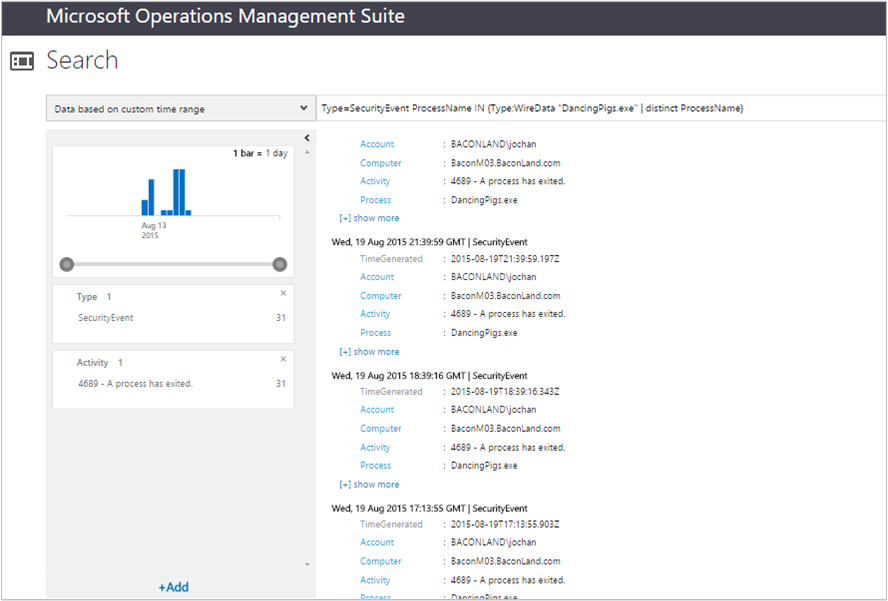 Microsoft Operations Management Suite
Search
Data based on custom time range
Type=SecurityEvent ProcessName IN {Type:WireData "DancingPigs.exe" | distinct ProcessName}
1 bar = 1 day
Aug 13
2015
Type 1
SecurityEvent 31
Activity 1
4689 - A process has exited. 31
+Add
Account : BACONLAND\jochan
Computer : BaconM03.BaconLand.com
Activity : 4689 - A process has exited.
Process : DancingPigs.exe
[+] show more
Wed, 19 Aug 2015 21:39:59 GMT | SecurityEvent
TimeGenerated : 2015-08-19T21:39:59.197Z
Account : BACONLAND\jochan
Computer : BaconM03.BaconLand.com
Activity : 4689 - A process has exited.
Process : DancingPigs.exe
[+] show more
Wed, 19 Aug 2015 18:39:16 GMT | SecurityEvent
TimeGenerated : 2015-08-19T18:39:16.343Z
Account : BACONLAND\jochan
Computer : BaconM03.BaconLand.com
Activity : 4689 - A process has exited.
Process : DancingPigs.exe
[+] show more
Wed, 19 Aug 2015 17:13:55 GMT | SecurityEvent
TimeGenerated : 2015-08-19T17:13:55.903Z
Account : BACONLAND\jochan
Computer : BaconM03.BaconLand.com
Activity : 4689 - A process has exited.
Process : DancingPigs.exe